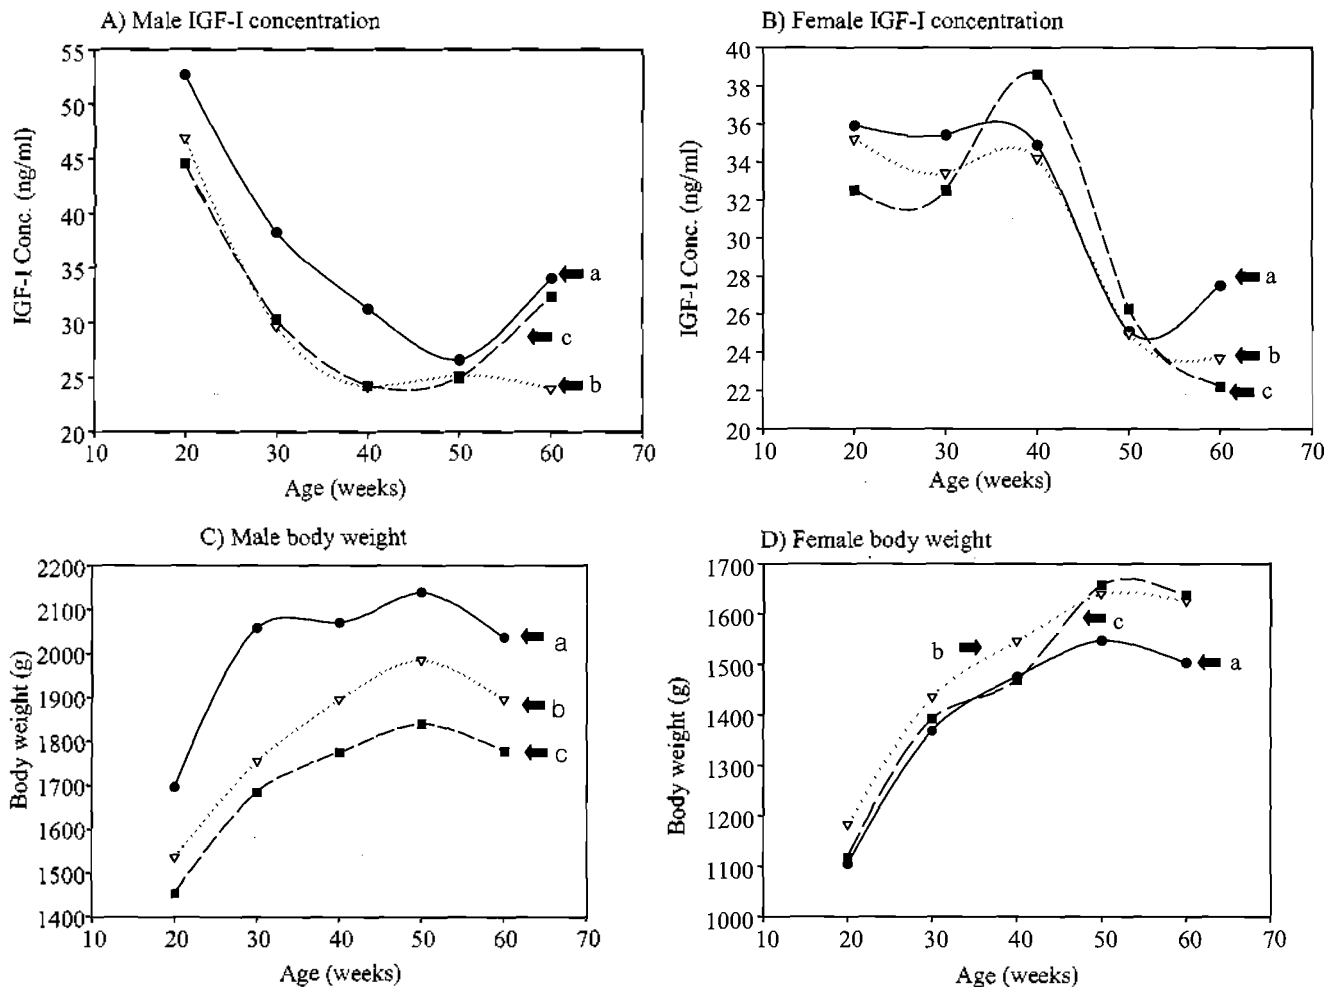 A) Male IGF-I concentration
55
50
45
40
35
30
25
20
10 20 30 40 50 60 70
IGF-I Conc. (ng/ml)
Age (weeks)
a
c
b
B) Female IGF-I concentration
40
38
36
34
32
30
28
26
24
22
20
10 20 30 40 50 60 70
IGF-I Conc. (ng/ml)
Age (weeks)
a
b
c
C) Male body weight
2200
2100
2000
1900
1800
1700
1600
1500
1400
10 20 30 40 50 60 70
Body weight (g)
Age (weeks)
a
b
c
D) Female body weight
1700
1600
1500
1400
1300
1200
1100
1000
10 20 30 40 50 60 70
Body weight (g)
Age (weeks)
c
b
a